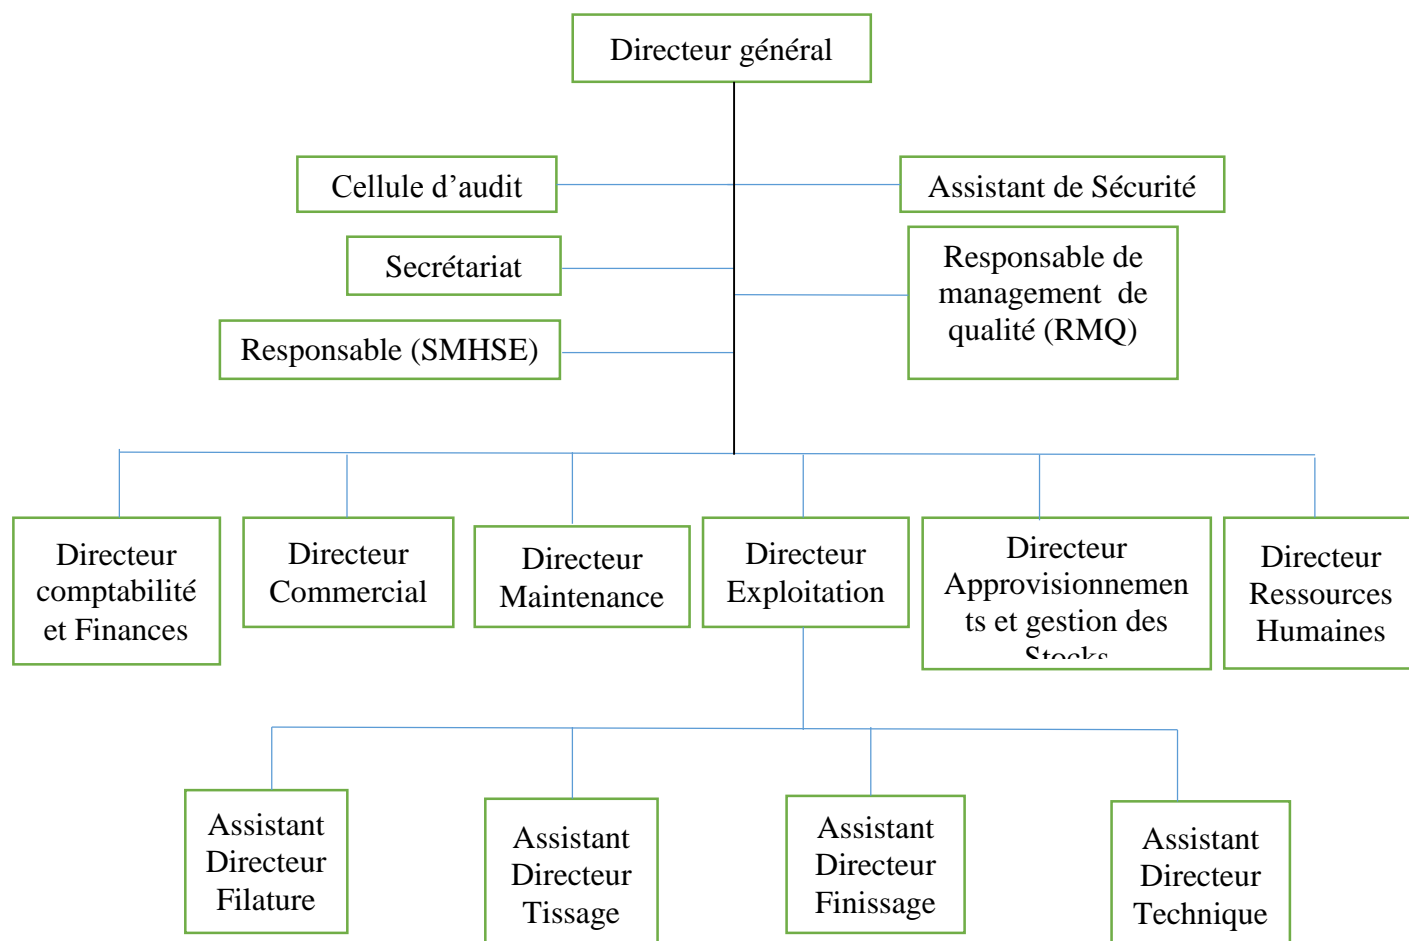 Directeur général
Cellule d’audit
Assistant de Sécurité
Secrétariat
Responsable de
management de
qualité (RMQ)
Responsable (SMHSE)
Directeur
comptabilité
et Finances
Directeur
Commercial
Directeur
Maintenance
Directeur
Exploitation
Directeur
Approvisionnemen
ts et gestion des
Stocks
Directeur
Ressources
Humaines
Assistant
Directeur
Filature
Assistant
Directeur
Tissage
Assistant
Directeur
Finissage
Assistant
Directeur
Technique